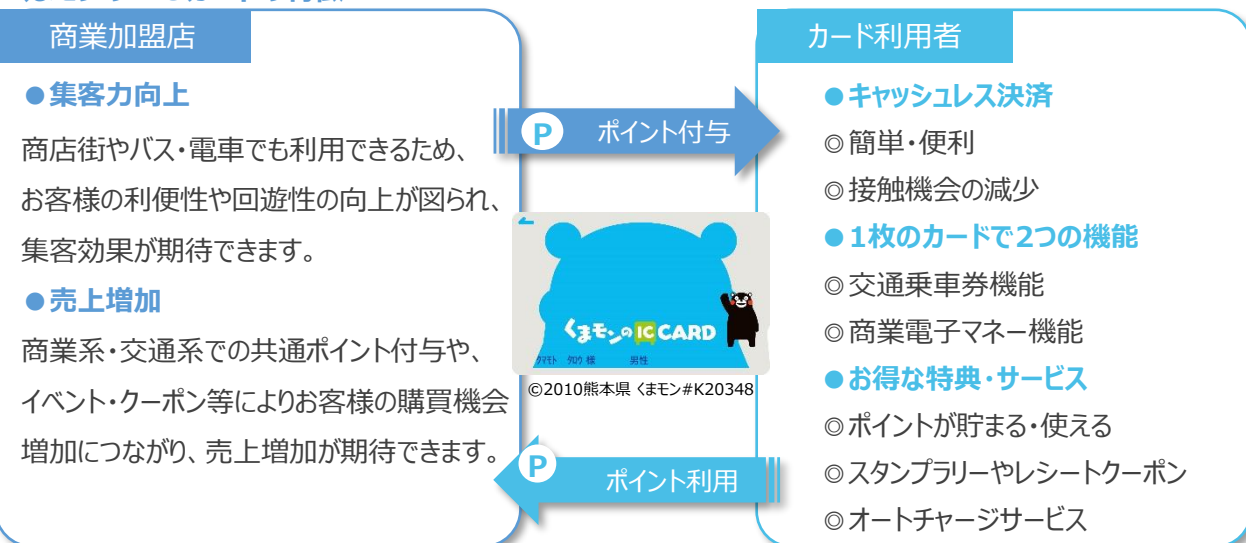 商業加盟店
●集客力向上
商店街やバス・電車でも利用できるため、
お客様の利便性や回遊性の向上が図られ、
集客効果が期待できます。
●売上増加
商業系・交通系での共通ポイント付与や、
イベント・クーポン等によりお客様の購買機会
増加につながり、売上増加が期待できます。
P ポイント付与
くまモンのIC CARD
タロウ 様 男性
©2010熊本県 くまモン#K20348
P ポイント利用
カード利用者
●キャッシュレス決済
◎簡単・便利
◎接触機会の減少
●1枚のカードで2つの機能
◎交通乗車券機能
◎商業電子マネー機能
●お得な特典・サービス
◎ポイントが貯まる・使える
◎スタンプラリーやレシートクーポン
◎オートチャージサービス